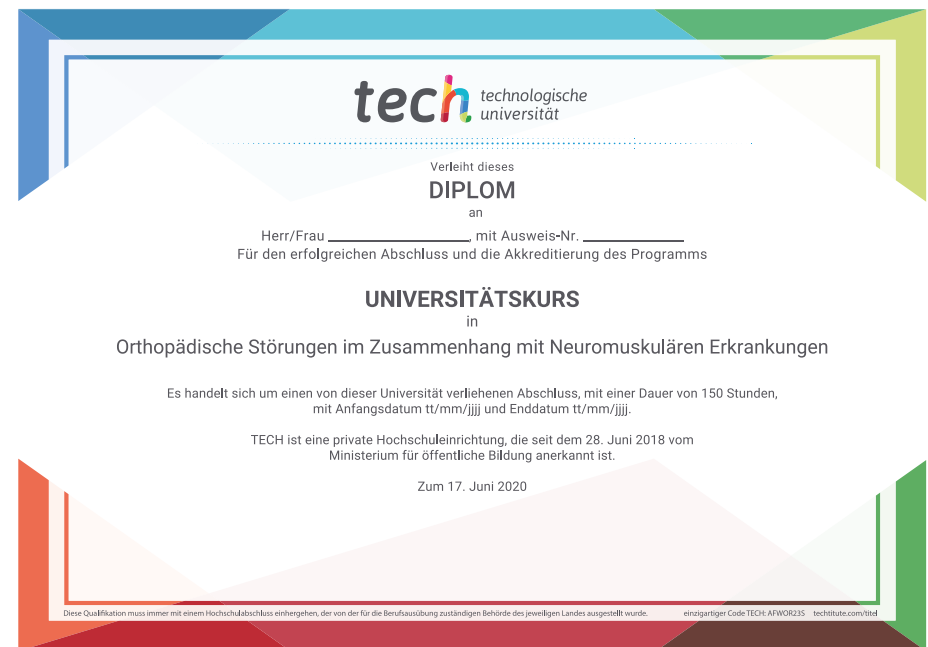 tech technologische
universität
Verleiht dieses
DIPLOM
an
Herr/Frau ____________________, mit Ausweis-Nr. ______________
Für den erfolgreichen Abschluss und die Akkreditierung des Programms
UNIVERSITÄTSKURS
in
Orthopädische Störungen im Zusammenhang mit Neuromuskulären Erkrankungen
Es handelt sich um einen von dieser Universität verliehenen Abschluss, mit einer Dauer von 150 Stunden,
mit Anfangsdatum tt/mm/jjjj und Enddatum tt/mm/jjjj.
TECH ist eine private Hochschuleinrichtung, die seit dem 28. Juni 2018 vom
Ministerium für öffentliche Bildung anerkannt ist.
Zum 17. Juni 2020
Diese Qualifikation muss immer mit einem Hochschulabschluss einhergehen, der von der für die Berufsausübung zuständigen Behörde des jeweiligen Landes ausgestellt wurde. einzigartiger Code TECH: AFWOR23S techtitute.com/titel